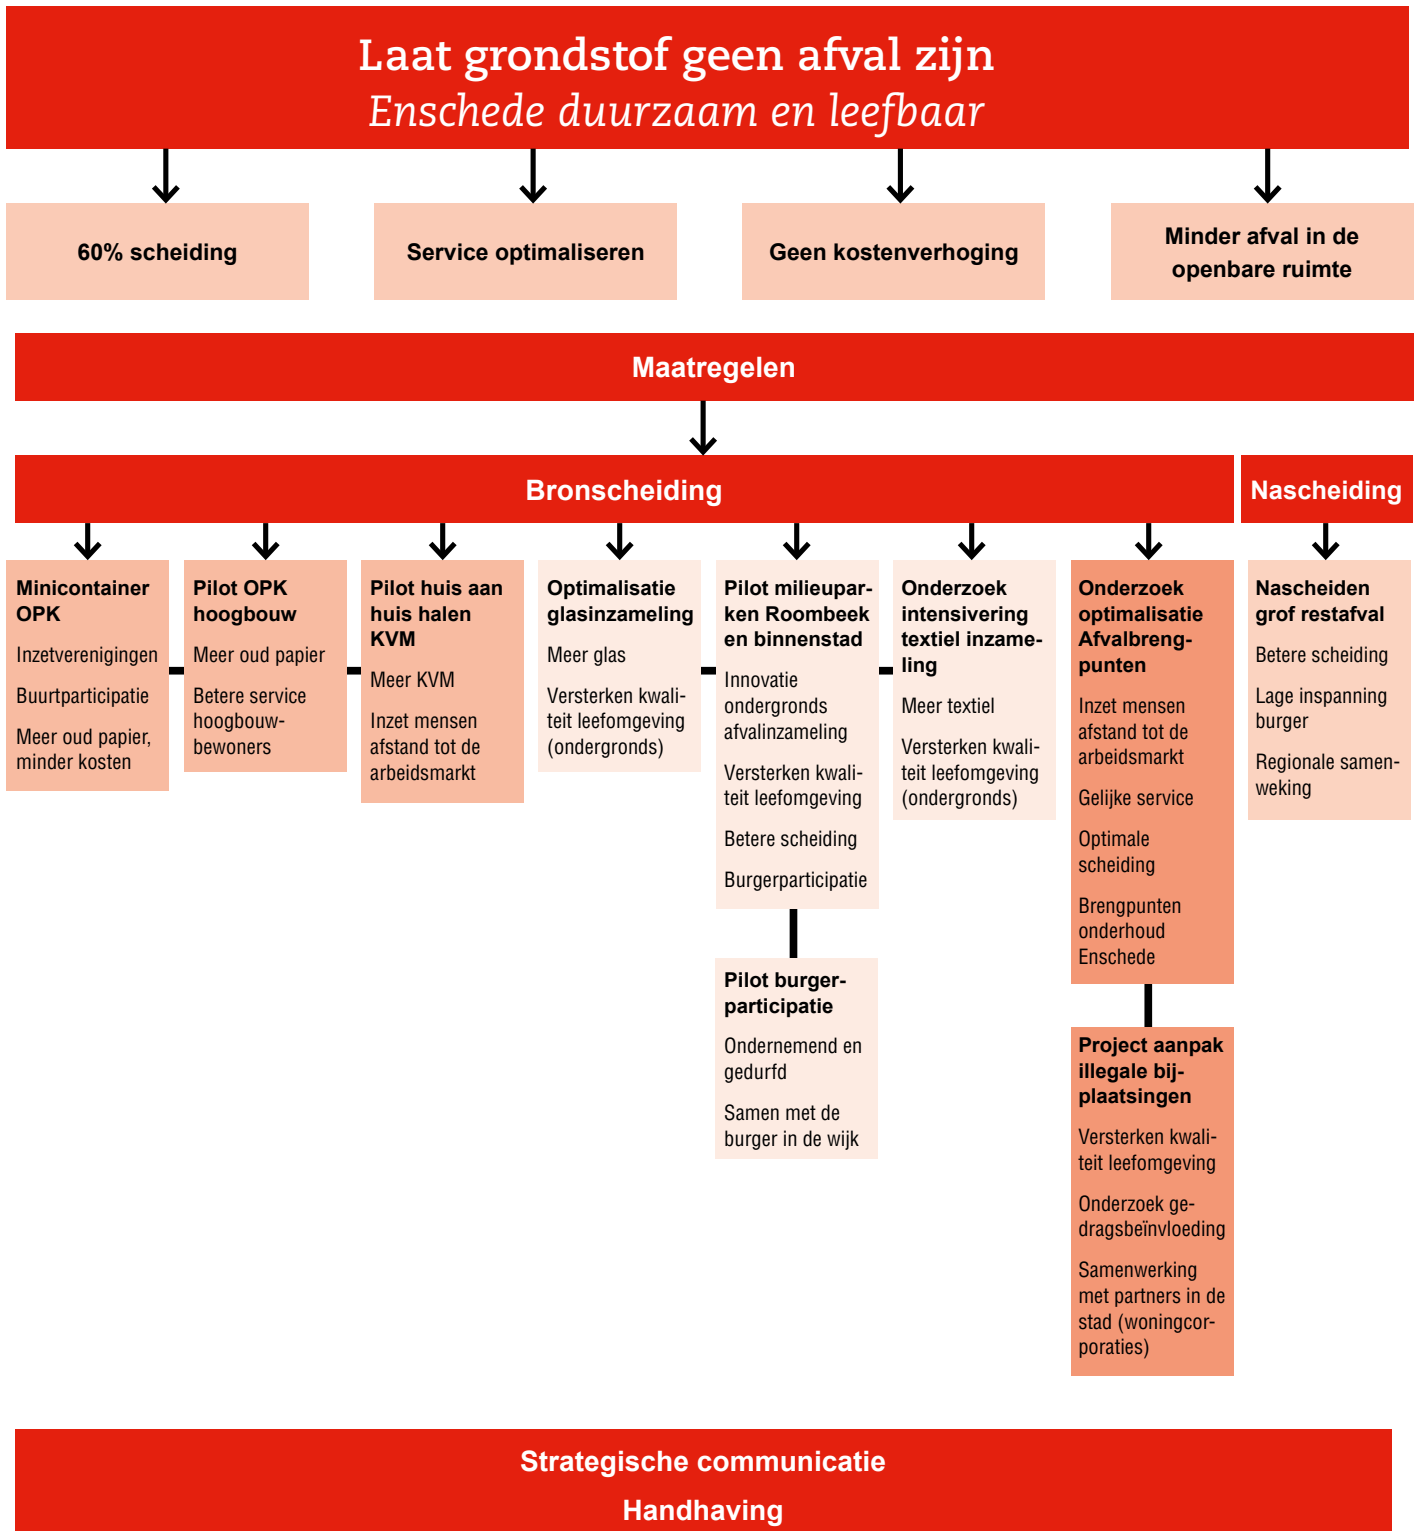 Laat grondstof geen afval zijn
Enschede duurzaam en leefbaar
60% scheiding
Service optimaliseren
Geen kostenverhoging
Minder afval in de
openbare ruimte
Maatregelen
Bronscheiding
Nascheiding
Minicontainer
OPK
Inzetverenigingen
Buurtparticipatie
Meer oud papier,
minder kosten
Pilot OPK
hoogbouw
Meer oud papier
Betere service
hoogbouw-
bewoners
Pilot huis aan
huis halen
KVM
Meer KVM
Inzet mensen
afstand tot de
arbeidsmarkt
Optimalisatie
glasinzameling
Meer glas
Versterken kwali-
teit leefomgeving
(ondergronds)
Pilot milieupar-
ken Roombeek
en binnenstad
Innovatie
ondergronds
afvalinzameling
Versterken kwali-
teit leefomgeving
Betere scheiding
Burgerparticipatie
Pilot burger-
participatie
Ondernemend en
gedurfd
Samen met de
burger in de wijk
Onderzoek
intensivering
textiel inzame-
ling
Meer textiel
Versterken kwali-
teit leefomgeving
(ondergronds)
Onderzoek
optimalisatie
Afvalbreng-
punten
Inzet mensen
afstand tot de
arbeidsmarkt
Gelijke service
Optimale
scheiding
Brengpunten
onderhoud
Enschede
Project aanpak
illegale bij-
plaatsingen
Versterken kwali-
teit leefomgeving
Onderzoek ge-
dragsbeïnvloeding
Samenwerking
met partners in de
stad (woningcor-
poraties)
Nascheiden
grof restafval
Betere scheiding
Lage inspanning
burger
Regionale samen-
weking
Strategische communicatie
Handhaving